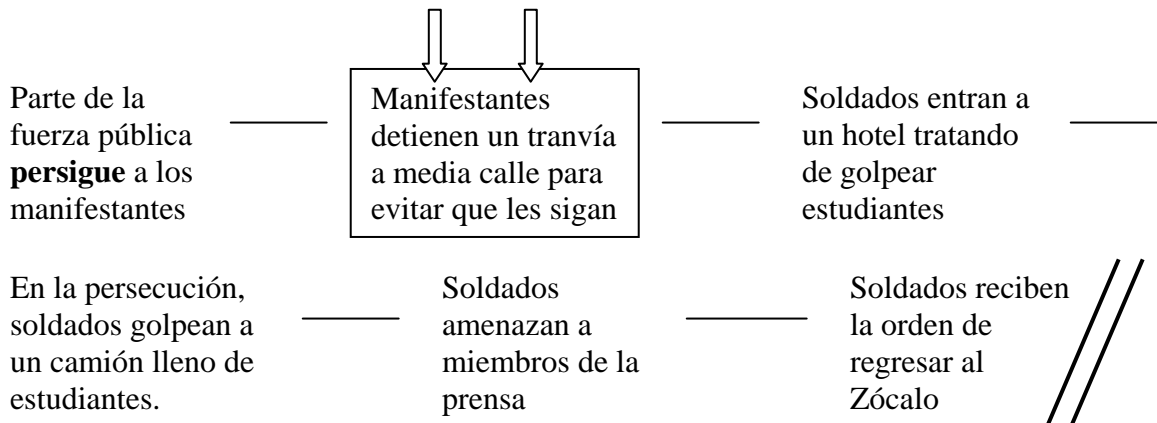 Parte de la
fuerza pública
persigue a los
manifestantes
Manifestantes
detienen un tranvía
a media calle para
evitar que les sigan
Soldados entran a
un hotel tratando
de golpear
estudiantes
En la persecución,
soldados golpean a
un camión lleno de
estudiantes.
Soldados
amenazan a
miembros de la
prensa
Soldados reciben
la orden de
regresar al
Zócalo